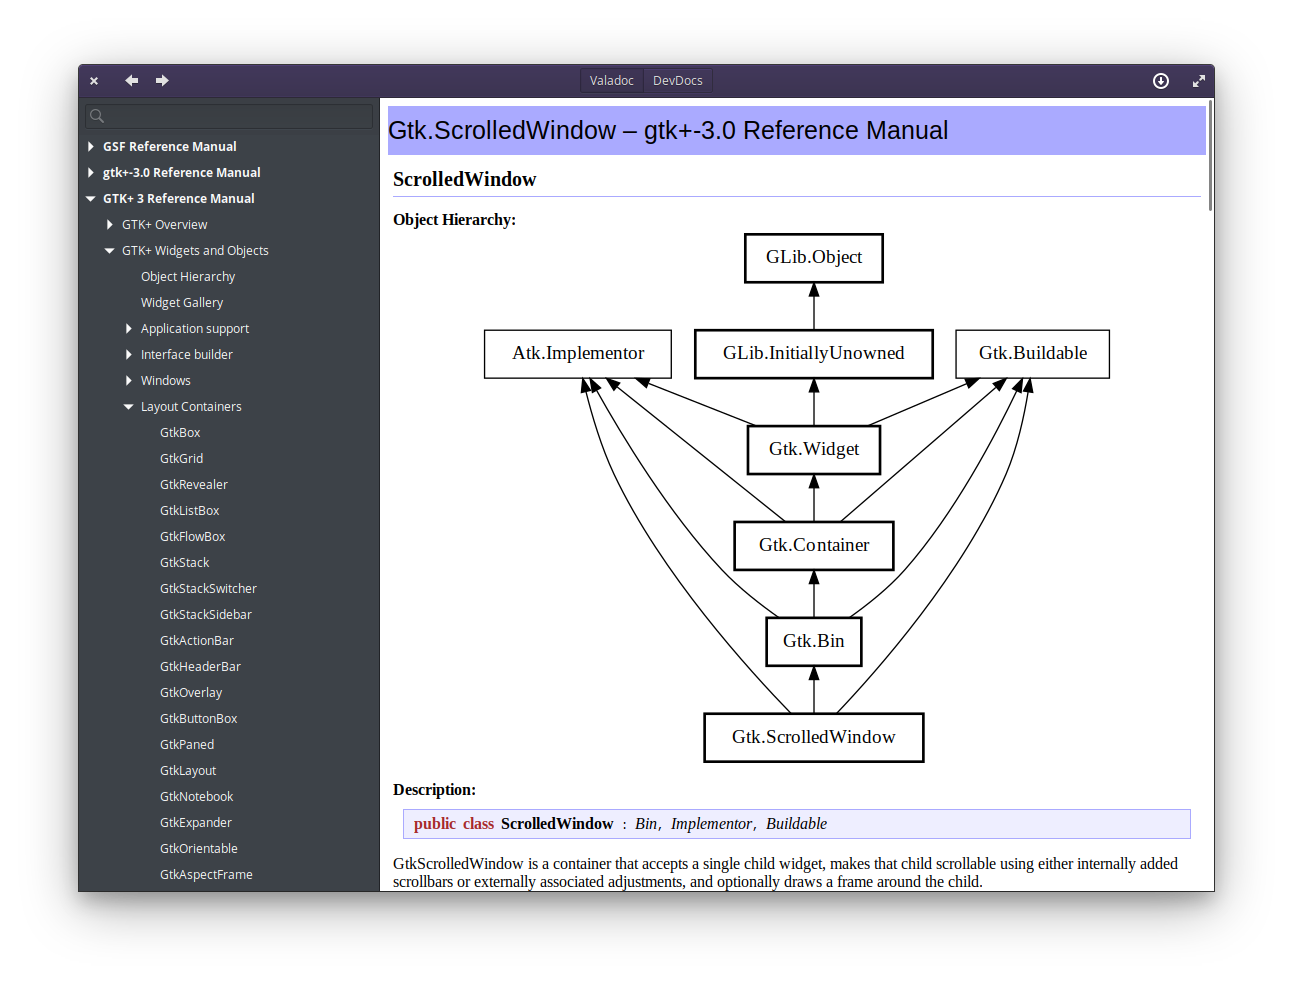 Valadoc DevDocs
GSF Reference Manual
gtk+-3.0 Reference Manual
GTK+ 3 Reference Manual
GTK+ Overview
GTK+ Widgets and Objects
Object Hierarchy
Widget Gallery
Application support
Interface builder
Windows
Layout Containers
GtkBox
GtkGrid
GtkRevealer
GtkListBox
GtkFlowBox
GtkStack
GtkStackSwitcher
GtkStackSidebar
GtkActionBar
GtkHeaderBar
GtkOverlay
GtkButtonBox
GtkPaned
GtkLayout
GtkNotebook
GtkExpander
GtkOrientable
GtkAspectFrame
Gtk.ScrolledWindow – gtk+-3.0 Reference Manual
ScrolledWindow
Object Hierarchy:
GLib.Object
Atk.Implementor GLib.InitiallyUnowned Gtk.Buildable
Gtk.Widget
Gtk.Container
Gtk.Bin
Gtk.ScrolledWindow
Description:
public class ScrolledWindow : Bin, Implementor, Buildable
GtkScrolledWindow is a container that accepts a single child widget, makes that child scrollable using either internally added
scrollbars or externally associated adjustments, and optionally draws a frame around the child.